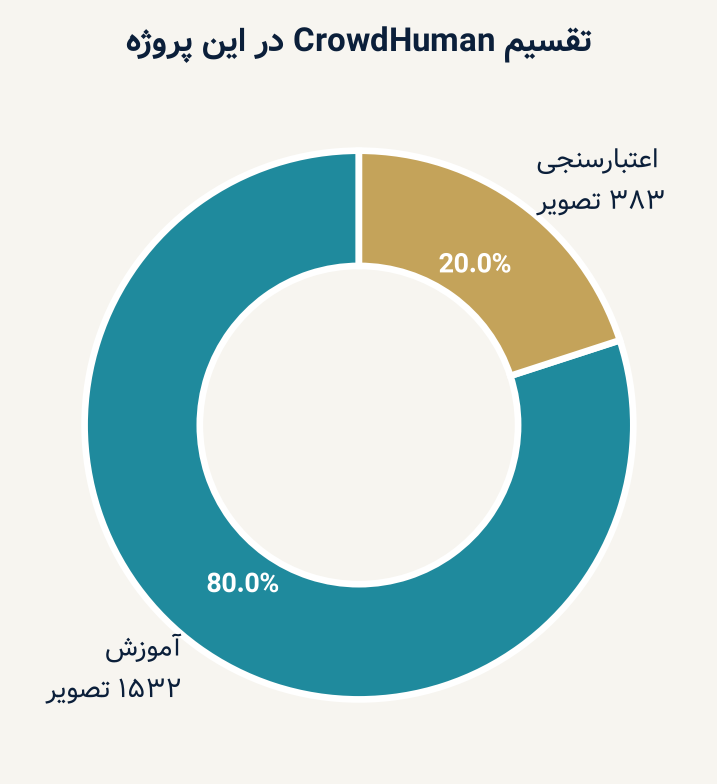 تقسیم CrowdHuman در این پروژه
اعتبارسنجی
۳۸۳ تصویر
20.0%
80.0%
آموزش
۱۵۳۲ تصویر